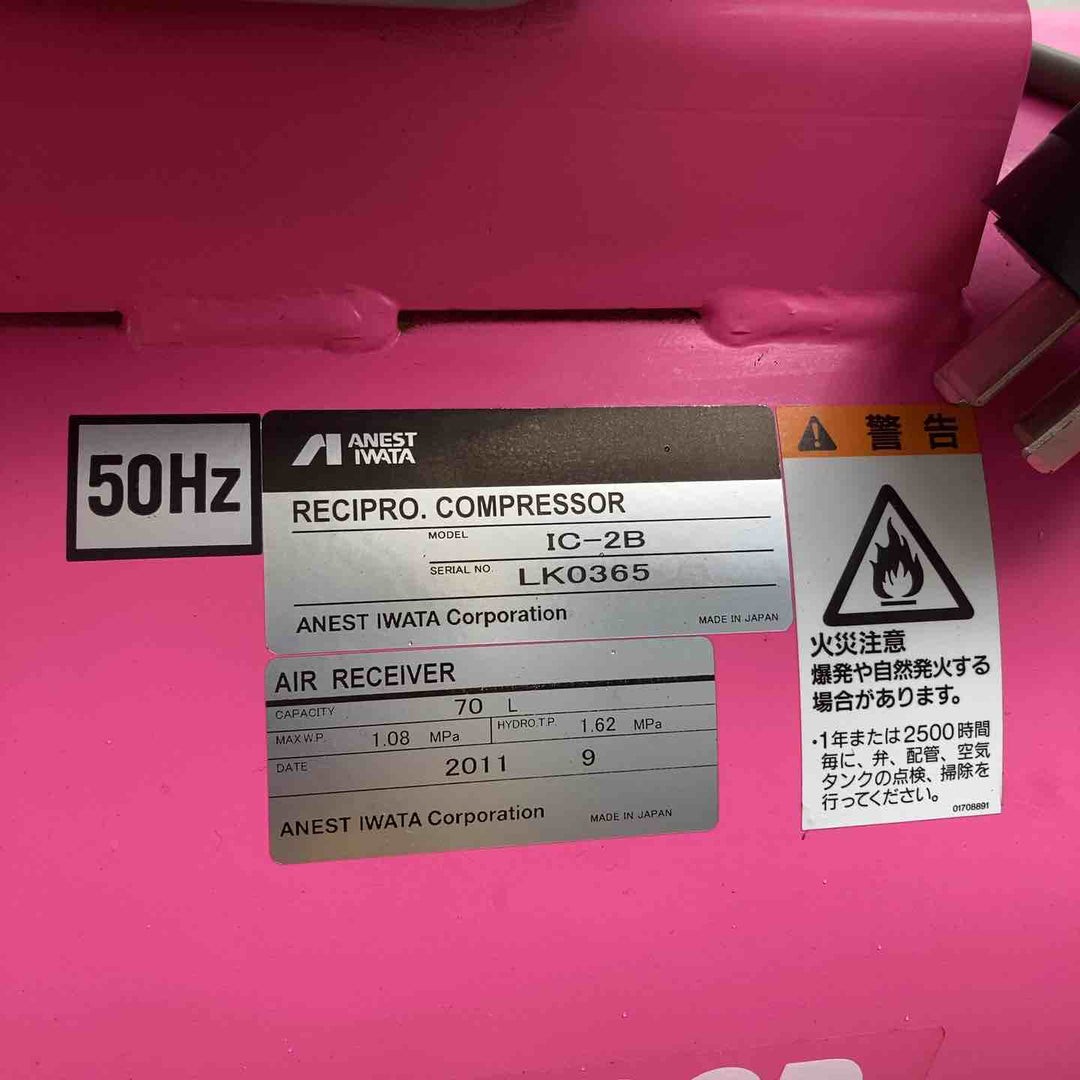 50Hz
ANEST
IWATA
RECIPRO. COMPRESSOR
MODEL IC-2B
SERIAL NO. LK0365
ANEST IWATA Corporation MADE IN JAPAN
AIR RECEIVER
CAPACITY 70 L
MAX W.P. 1.08 MPa HYDRO.T.P. 1.62 MPa
DATE 2011 9
ANEST IWATA Corporation MADE IN JAPAN
警告
火災注意
爆発や自然発火する
場合があります。
・1年または2500時間
毎に、弁、配管、空気
タンクの点検、掃除を
行ってください。
01708891